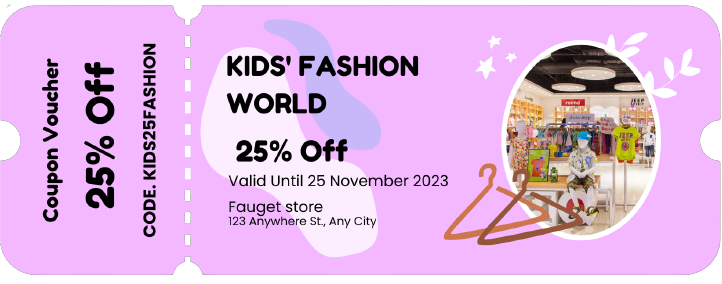 Coupon Voucher
25% Off
CODE. KIDS25FASHION
KIDS' FASHION
WORLD
25% Off
Valid Until 25 November 2023
Fauget store
123 Anywhere St., Any City